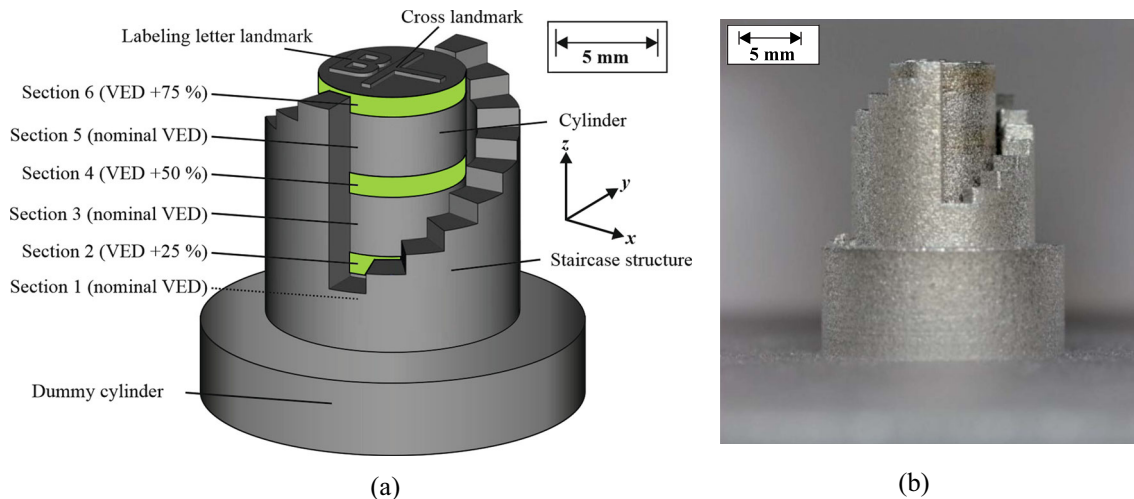 Cross landmark
Labeling letter landmark
B
5 mm
5 mm
Section 6 (VED +75 %)
Section 5 (nominal VED)
Cylinder
Section 4 (VED +50 %)
z
y
x
Section 3 (nominal VED)
Section 2 (VED +25 %)
Staircase structure
Section 1 (nominal VED)
Dummy cylinder
(a)
(b)